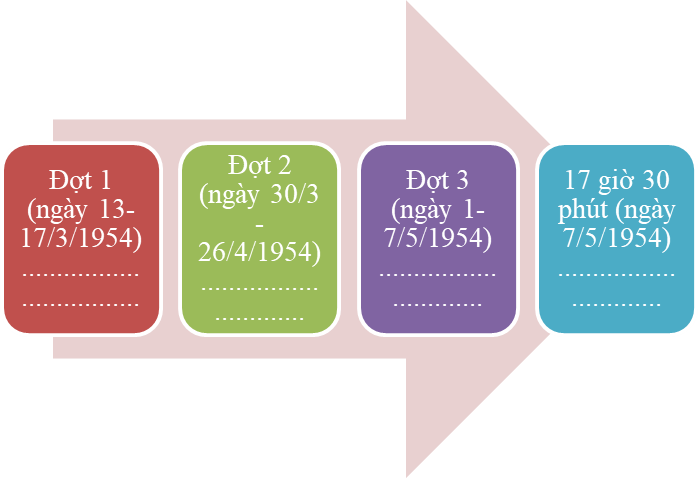 Đợt 1
(ngày 13-
17/3/1954)
.................
.................
Đợt 2
(ngày 30/3
-
26/4/1954)
.................
.............
Đợt 3
(ngày 1-
7/5/1954)
.................
.............
17 giờ 30
phút (ngày
7/5/1954)
.................
.............